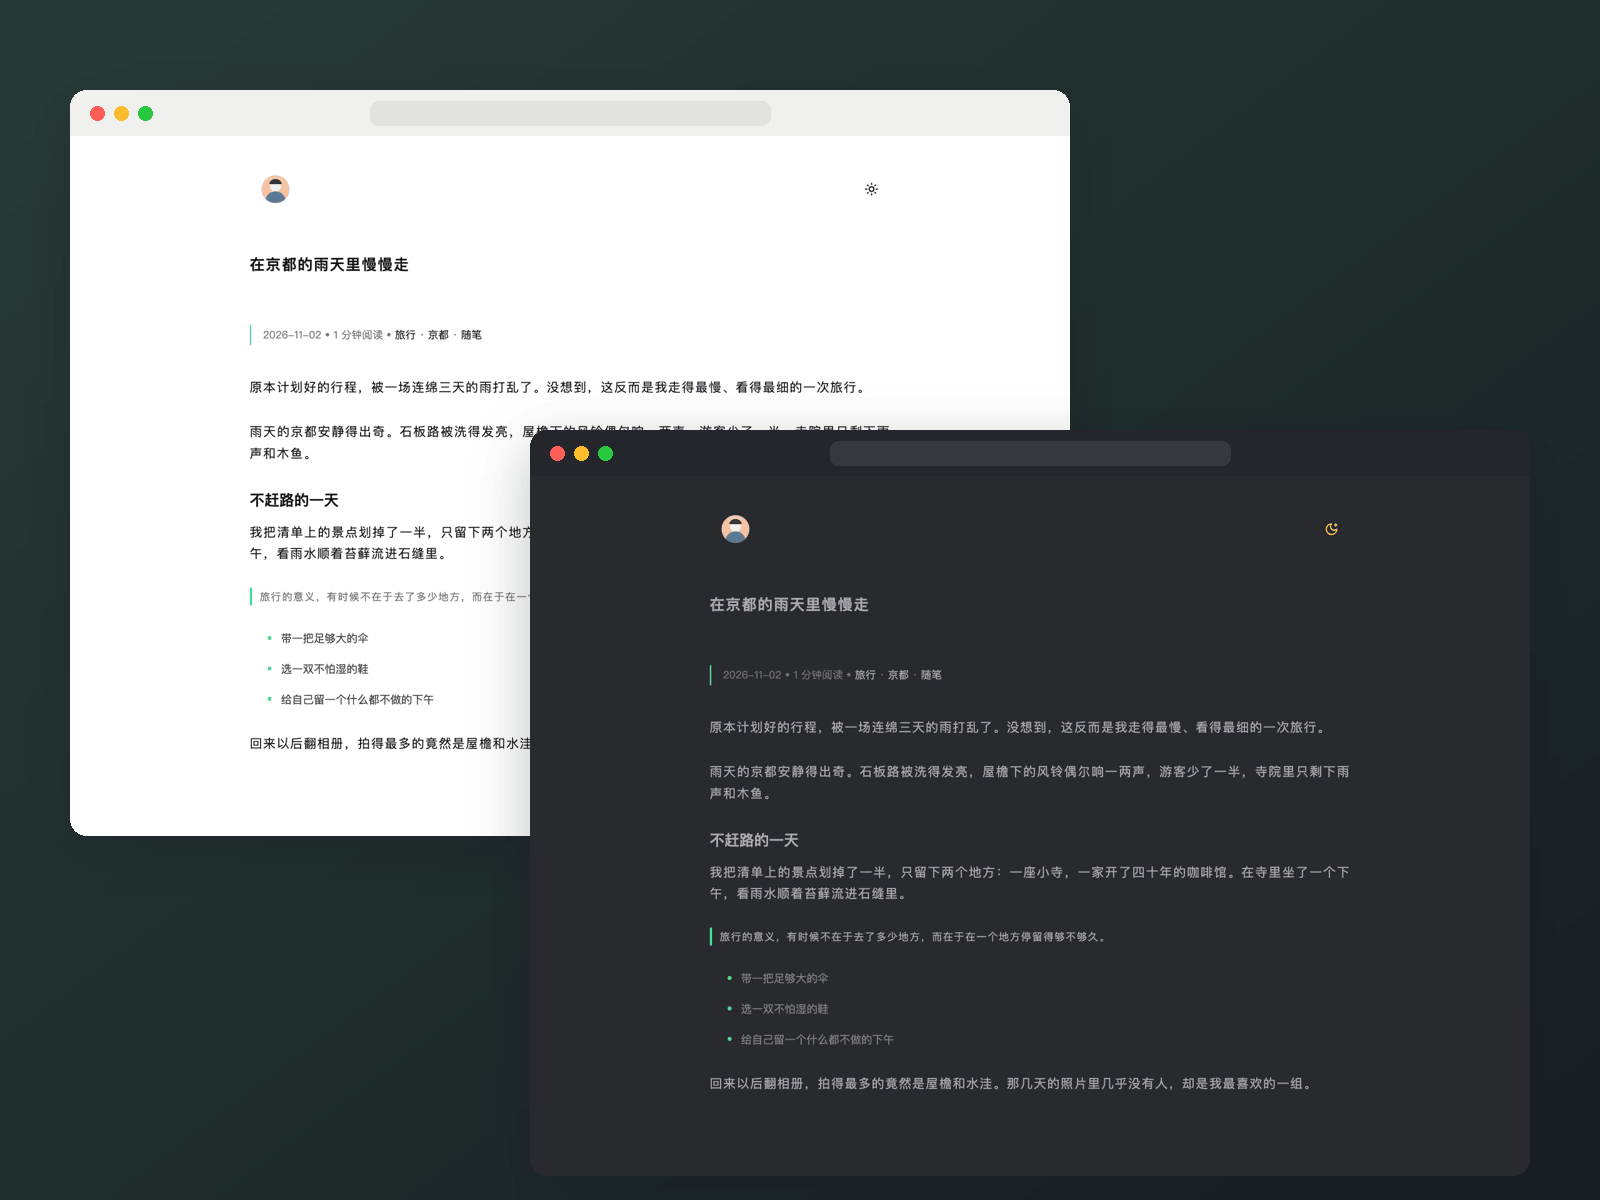 在京都的雨天里慢慢走
2026-11-02 • 1 分钟阅读 • 旅行 · 京都 · 随笔
原本计划好的行程，被一场连绵三天的雨打乱了。没想到，这反而是我走得最慢、看得最细的一次旅行。
雨天的京都安静得出奇。石板路被洗得发亮，屋檐下的风铃偶尔响一两声，游客少了一半，寺院里只剩下雨
声和木鱼。
不赶路的一天
我把清单上的景点划掉了一半，只留下两个地方
午，看雨水顺着苔藓流进石缝里。
旅行的意义，有时候不在于去了多少地方，而在于在一
带一把足够大的伞
选一双不怕湿的鞋
给自己留一个什么都不做的下午
回来以后翻相册，拍得最多的竟然是屋檐和水洼
在京都的雨天里慢慢走
2026-11-02 • 1 分钟阅读 • 旅行 · 京都 · 随笔
原本计划好的行程，被一场连绵三天的雨打乱了。没想到，这反而是我走得最慢、看得最细的一次旅行。
雨天的京都安静得出奇。石板路被洗得发亮，屋檐下的风铃偶尔响一两声，游客少了一半，寺院里只剩下雨
声和木鱼。
不赶路的一天
我把清单上的景点划掉了一半，只留下两个地方：一座小寺，一家开了四十年的咖啡馆。在寺里坐了一个下
午，看雨水顺着苔藓流进石缝里。
旅行的意义，有时候不在于去了多少地方，而在于在一个地方停留得够不够久。
带一把足够大的伞
选一双不怕湿的鞋
给自己留一个什么都不做的下午
回来以后翻相册，拍得最多的竟然是屋檐和水洼。那几天的照片里几乎没有人，却是我最喜欢的一组。